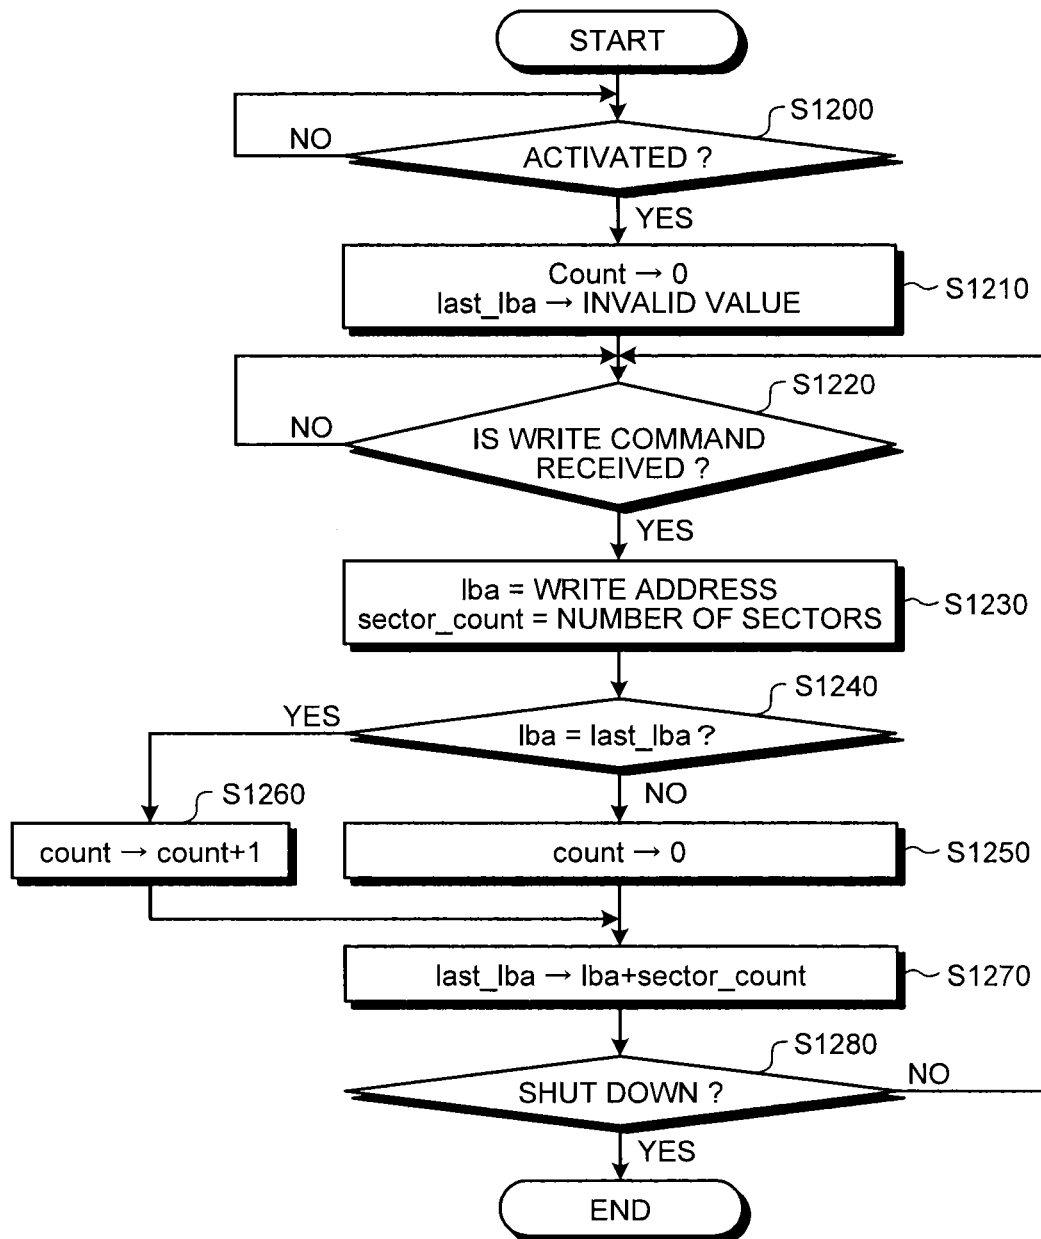 START
S1200
NO
ACTIVATED ?
YES
Count → 0
last_lba → INVALID VALUE
S1210
S1220
NO
IS WRITE COMMAND
RECEIVED ?
YES
lba = WRITE ADDRESS
sector_count = NUMBER OF SECTORS
S1230
S1240
YES
lba = last_lba ?
NO
S1260
count → count+1
count → 0
S1250
last_lba → lba+sector_count
S1270
S1280
SHUT DOWN ?
NO
YES
END